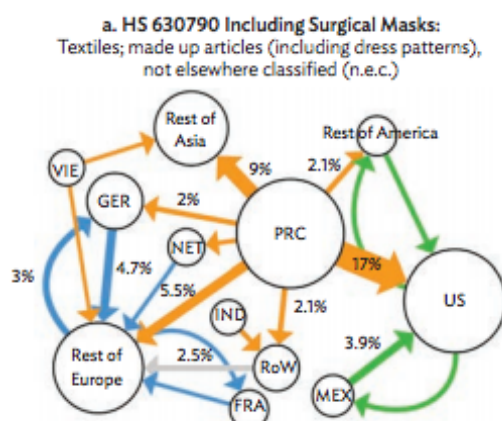 a. HS 630790 Including Surgical Masks:
Textiles; made up articles (including dress patterns),
not elsewhere classified (n.e.c.)
Rest of
Asia
Rest of America
VIE
9%
2.1%
GER
2%
PRC
NET
3%
4.7%
5.5%
17%
US
IND
2.1%
3.9%
Rest of
Europe
2.5%
RoW
FRA
MEX